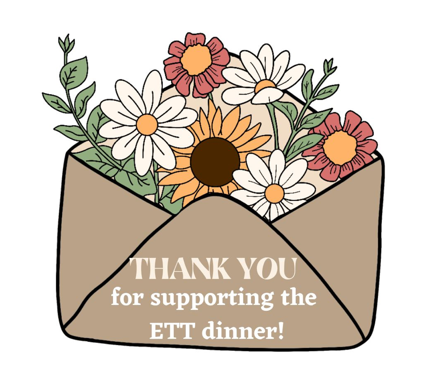 THANK YOU
for supporting the
ETT dinner!